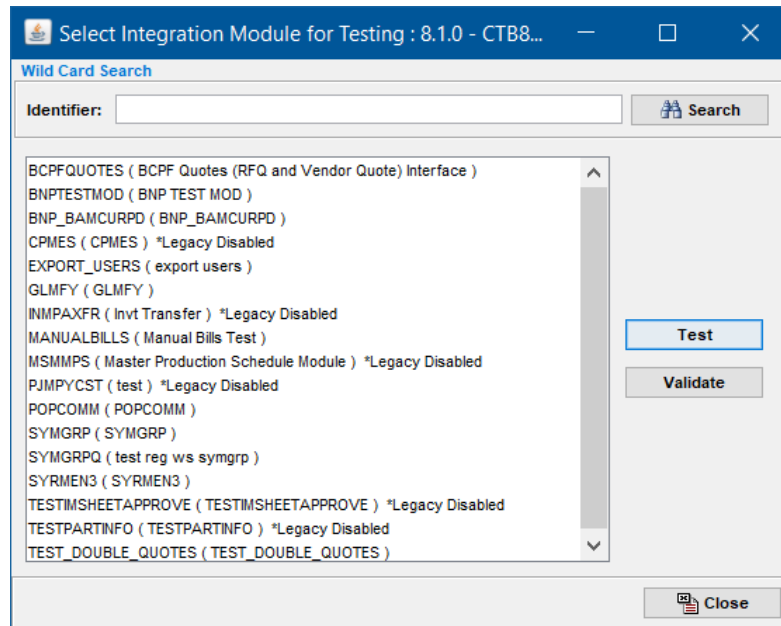 Select Integration Module for Testing : 8.1.0 - CTB8...
Wild Card Search
Identifier:
Search
BCPFQUOTES ( BCPF Quotes (RFQ and Vendor Quote) Interface )
BNPTESTMOD ( BNP TEST MOD )
BNP_BAMCURPD ( BNP_BAMCURPD )
CPMES ( CPMES )  *Legacy Disabled
EXPORT_USERS ( export users )
GLMFY ( GLMFY )
INMPAXFR ( Invt Transfer )  *Legacy Disabled
MANUALBILLS ( Manual Bills Test )
MSMMPS ( Master Production Schedule Module )  *Legacy Disabled
PJMPYCST ( test )  *Legacy Disabled
POPCOMM ( POPCOMM )
SYMGRP ( SYMGRP )
SYMGRPQ ( test reg ws symgrp )
SYRMEN3 ( SYRMEN3 )
TESTIMSHEETAPPROVE ( TESTIMSHEETAPPROVE )  *Legacy Disabled
TESTPARTINFO ( TESTPARTINFO )  *Legacy Disabled
TEST_DOUBLE_QUOTES ( TEST_DOUBLE_QUOTES )
Test
Validate
Close